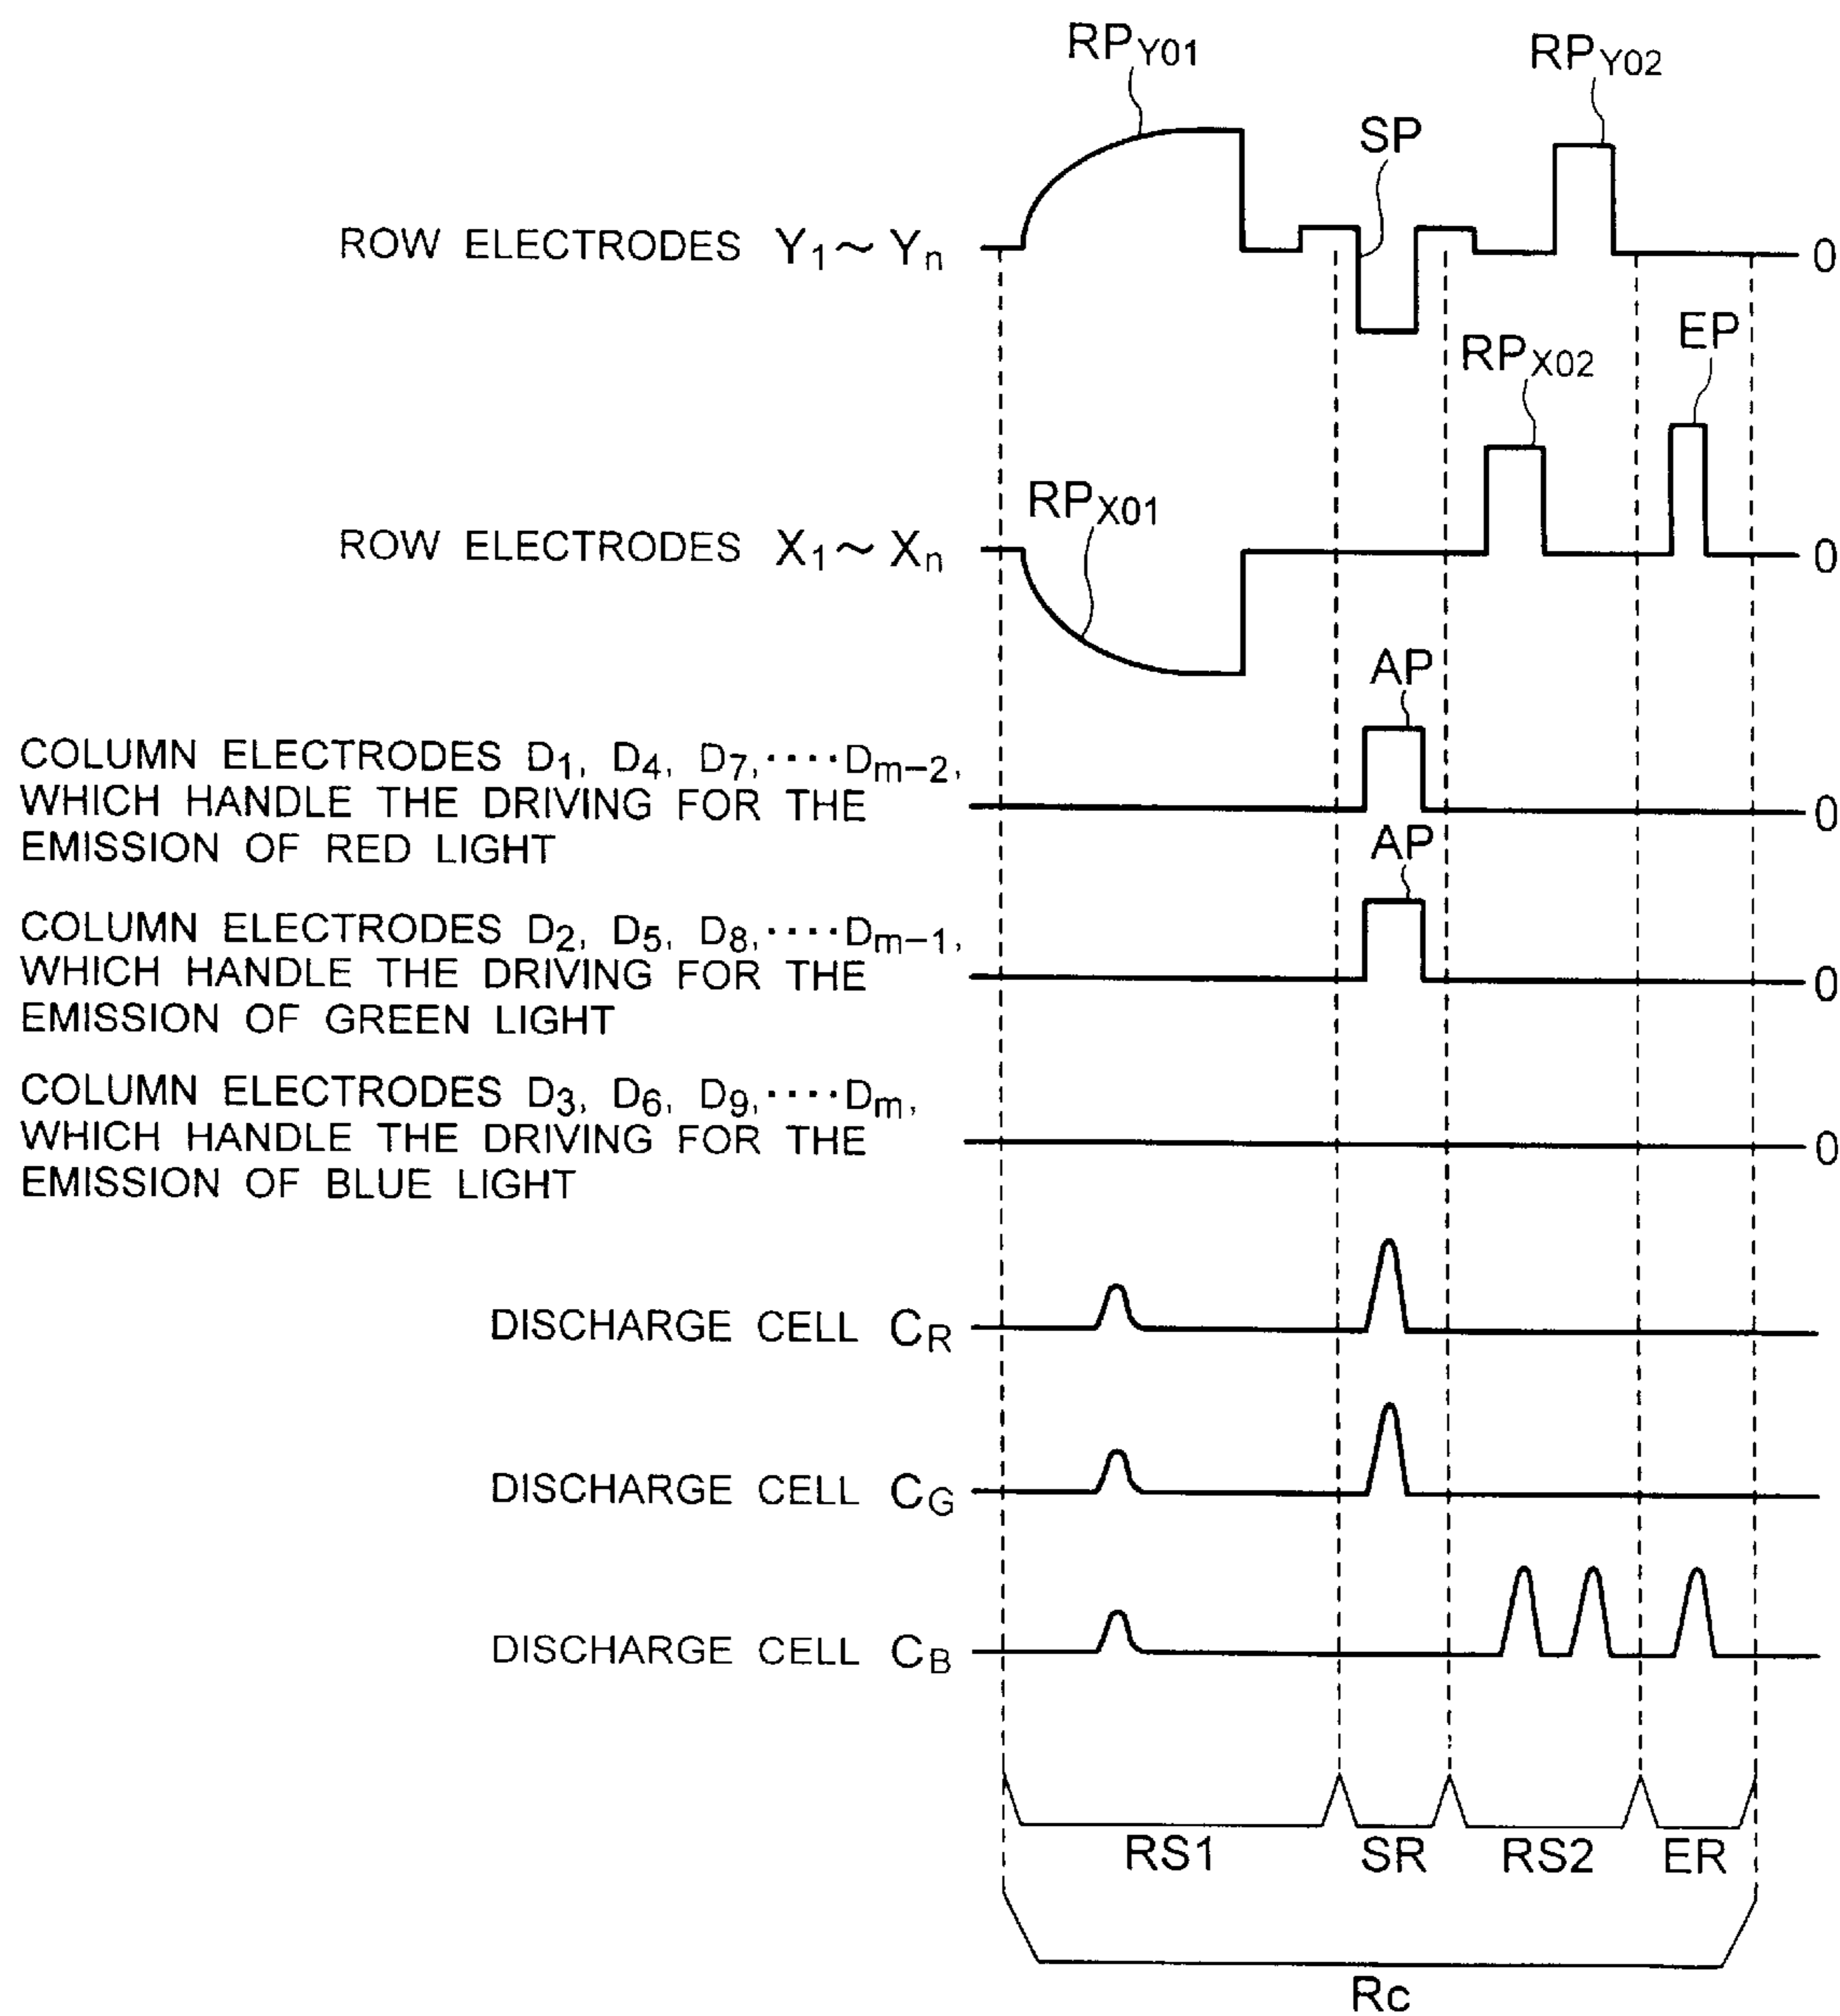 RPY01
RPY02
SP
ROW ELECTRODES Y1~Yn
0
EP
RPX02
RPX01
ROW ELECTRODES X1~Xn
0
AP
COLUMN ELECTRODES D1, D4, D7,····Dm-2,
WHICH HANDLE THE DRIVING FOR THE
EMISSION OF RED LIGHT
0
AP
COLUMN ELECTRODES D2, D5, D8,····Dm-1,
WHICH HANDLE THE DRIVING FOR THE
EMISSION OF GREEN LIGHT
0
COLUMN ELECTRODES D3, D6, D9,····Dm,
WHICH HANDLE THE DRIVING FOR THE
EMISSION OF BLUE LIGHT
0
DISCHARGE CELL CR
DISCHARGE CELL CG
DISCHARGE CELL CB
RS1 SR RS2 ER
Rc